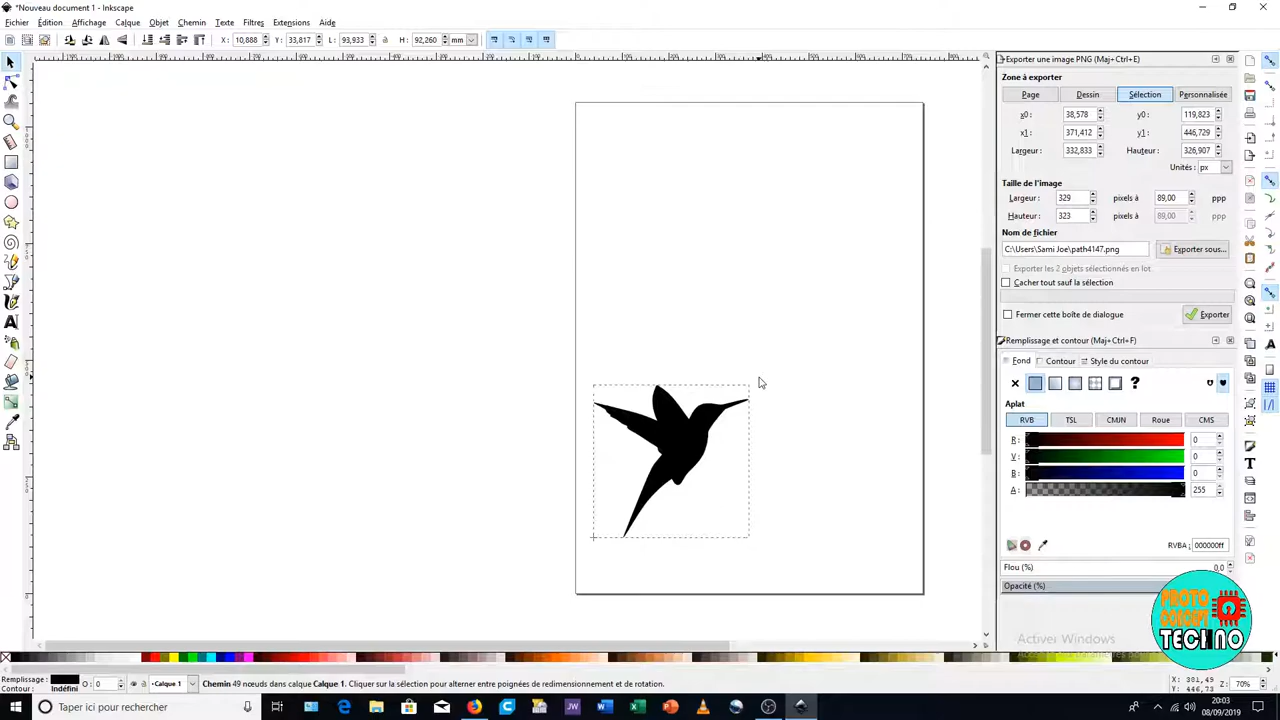 *Nouveau document 1 - Inkscape
Fichier Édition Affichage Calque Objet Chemin Texte Filtres Extensions Aide
X: 10,888 Y: 33,817 L: 93,933 H: 92,260 mm
Exporter une image PNG (Maj+Ctrl+E)
Zone à exporter
Page Dessin Sélection Personnalisée
x0: 38,578 y0: 119,823
x1: 371,412 y1: 446,729
Largeur: 332,833 Hauteur: 326,907
Unités: px
Taille de l'image
Largeur: 329 pixels à 89,00 ppp
Hauteur: 323 pixels à 89,00 ppp
Nom de fichier
C:\Users\Sami Joe\path4147.png Exporter sous...
Exporter les 2 objets sélectionnés en lot
Cacher tout sauf la sélection
Fermer cette boîte de dialogue Exporter
Remplissage et contour (Maj+Ctrl+F)
Fond Contour Style du contour
Aplat
RVB TSL CMJN Roue CMS
R: 0
V: 0
B: 0
A: 255
RVBA: 000000ff
Flou (%) 0,0
Opacité (%)
PROTO
CONCEPT
TECHNO
Activer Windows
Remplissage: Contour: Indéfini O: 0 •Calque 1 Chemin 49 nœuds dans calque Calque 1. Cliquer sur la sélection pour alterner entre poignées de redimensionnement et de rotation.
X: 381,49
Y: 446,73
Z: 70%
Taper ici pour rechercher
20:03
08/09/2019